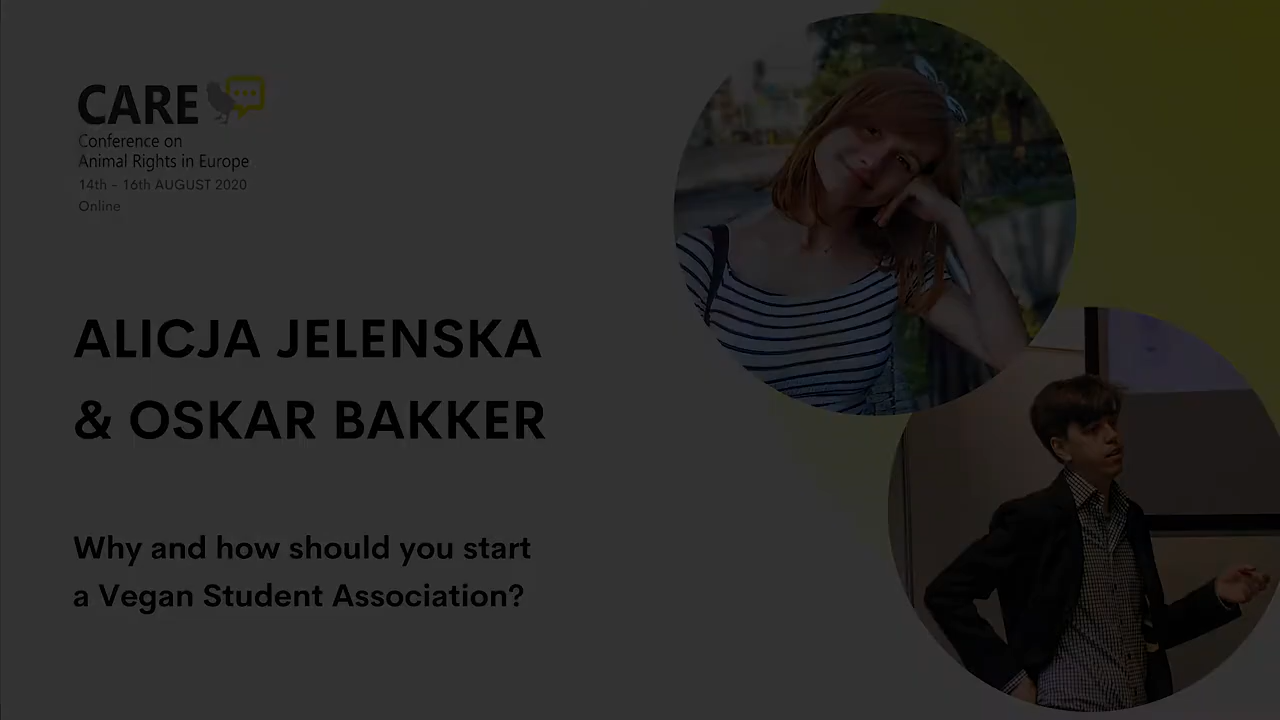 CARE
Conference on
Animal Rights in Europe
14th - 16th AUGUST 2020
Online
ALICJA JELENSKA
& OSKAR BAKKER
Why and how should you start
a Vegan Student Association?